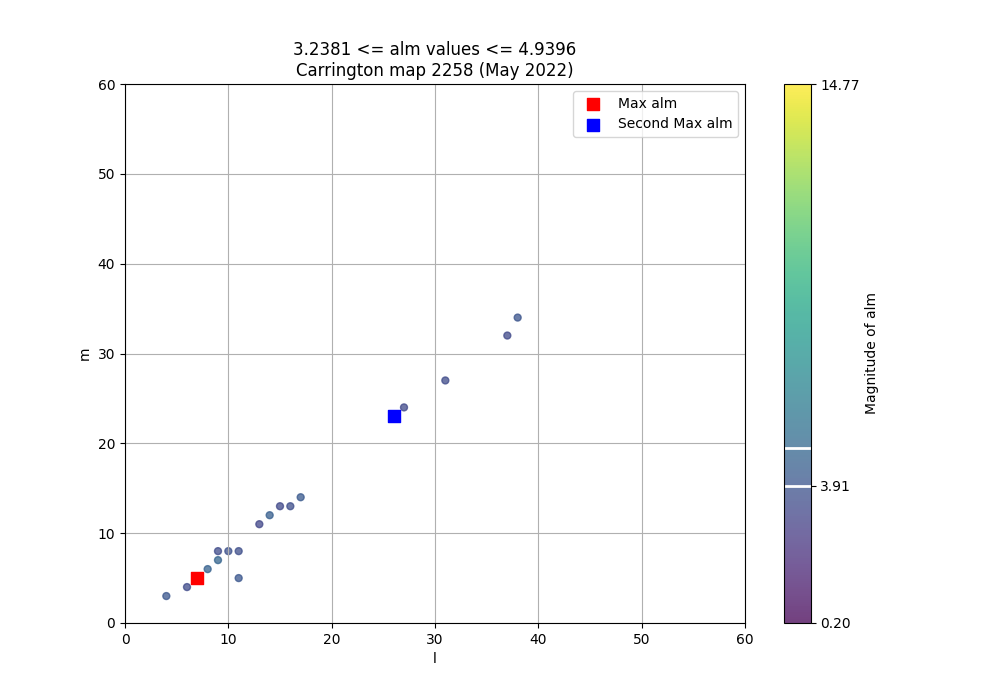 3.2381 <= alm values <= 4.9396
Carrington map 2258 (May 2022)
Max alm
Second Max alm
60
50
40
30
20
10
0
m
0 10 20 30 40 50 60
l
14.77
3.91
0.20
Magnitude of alm